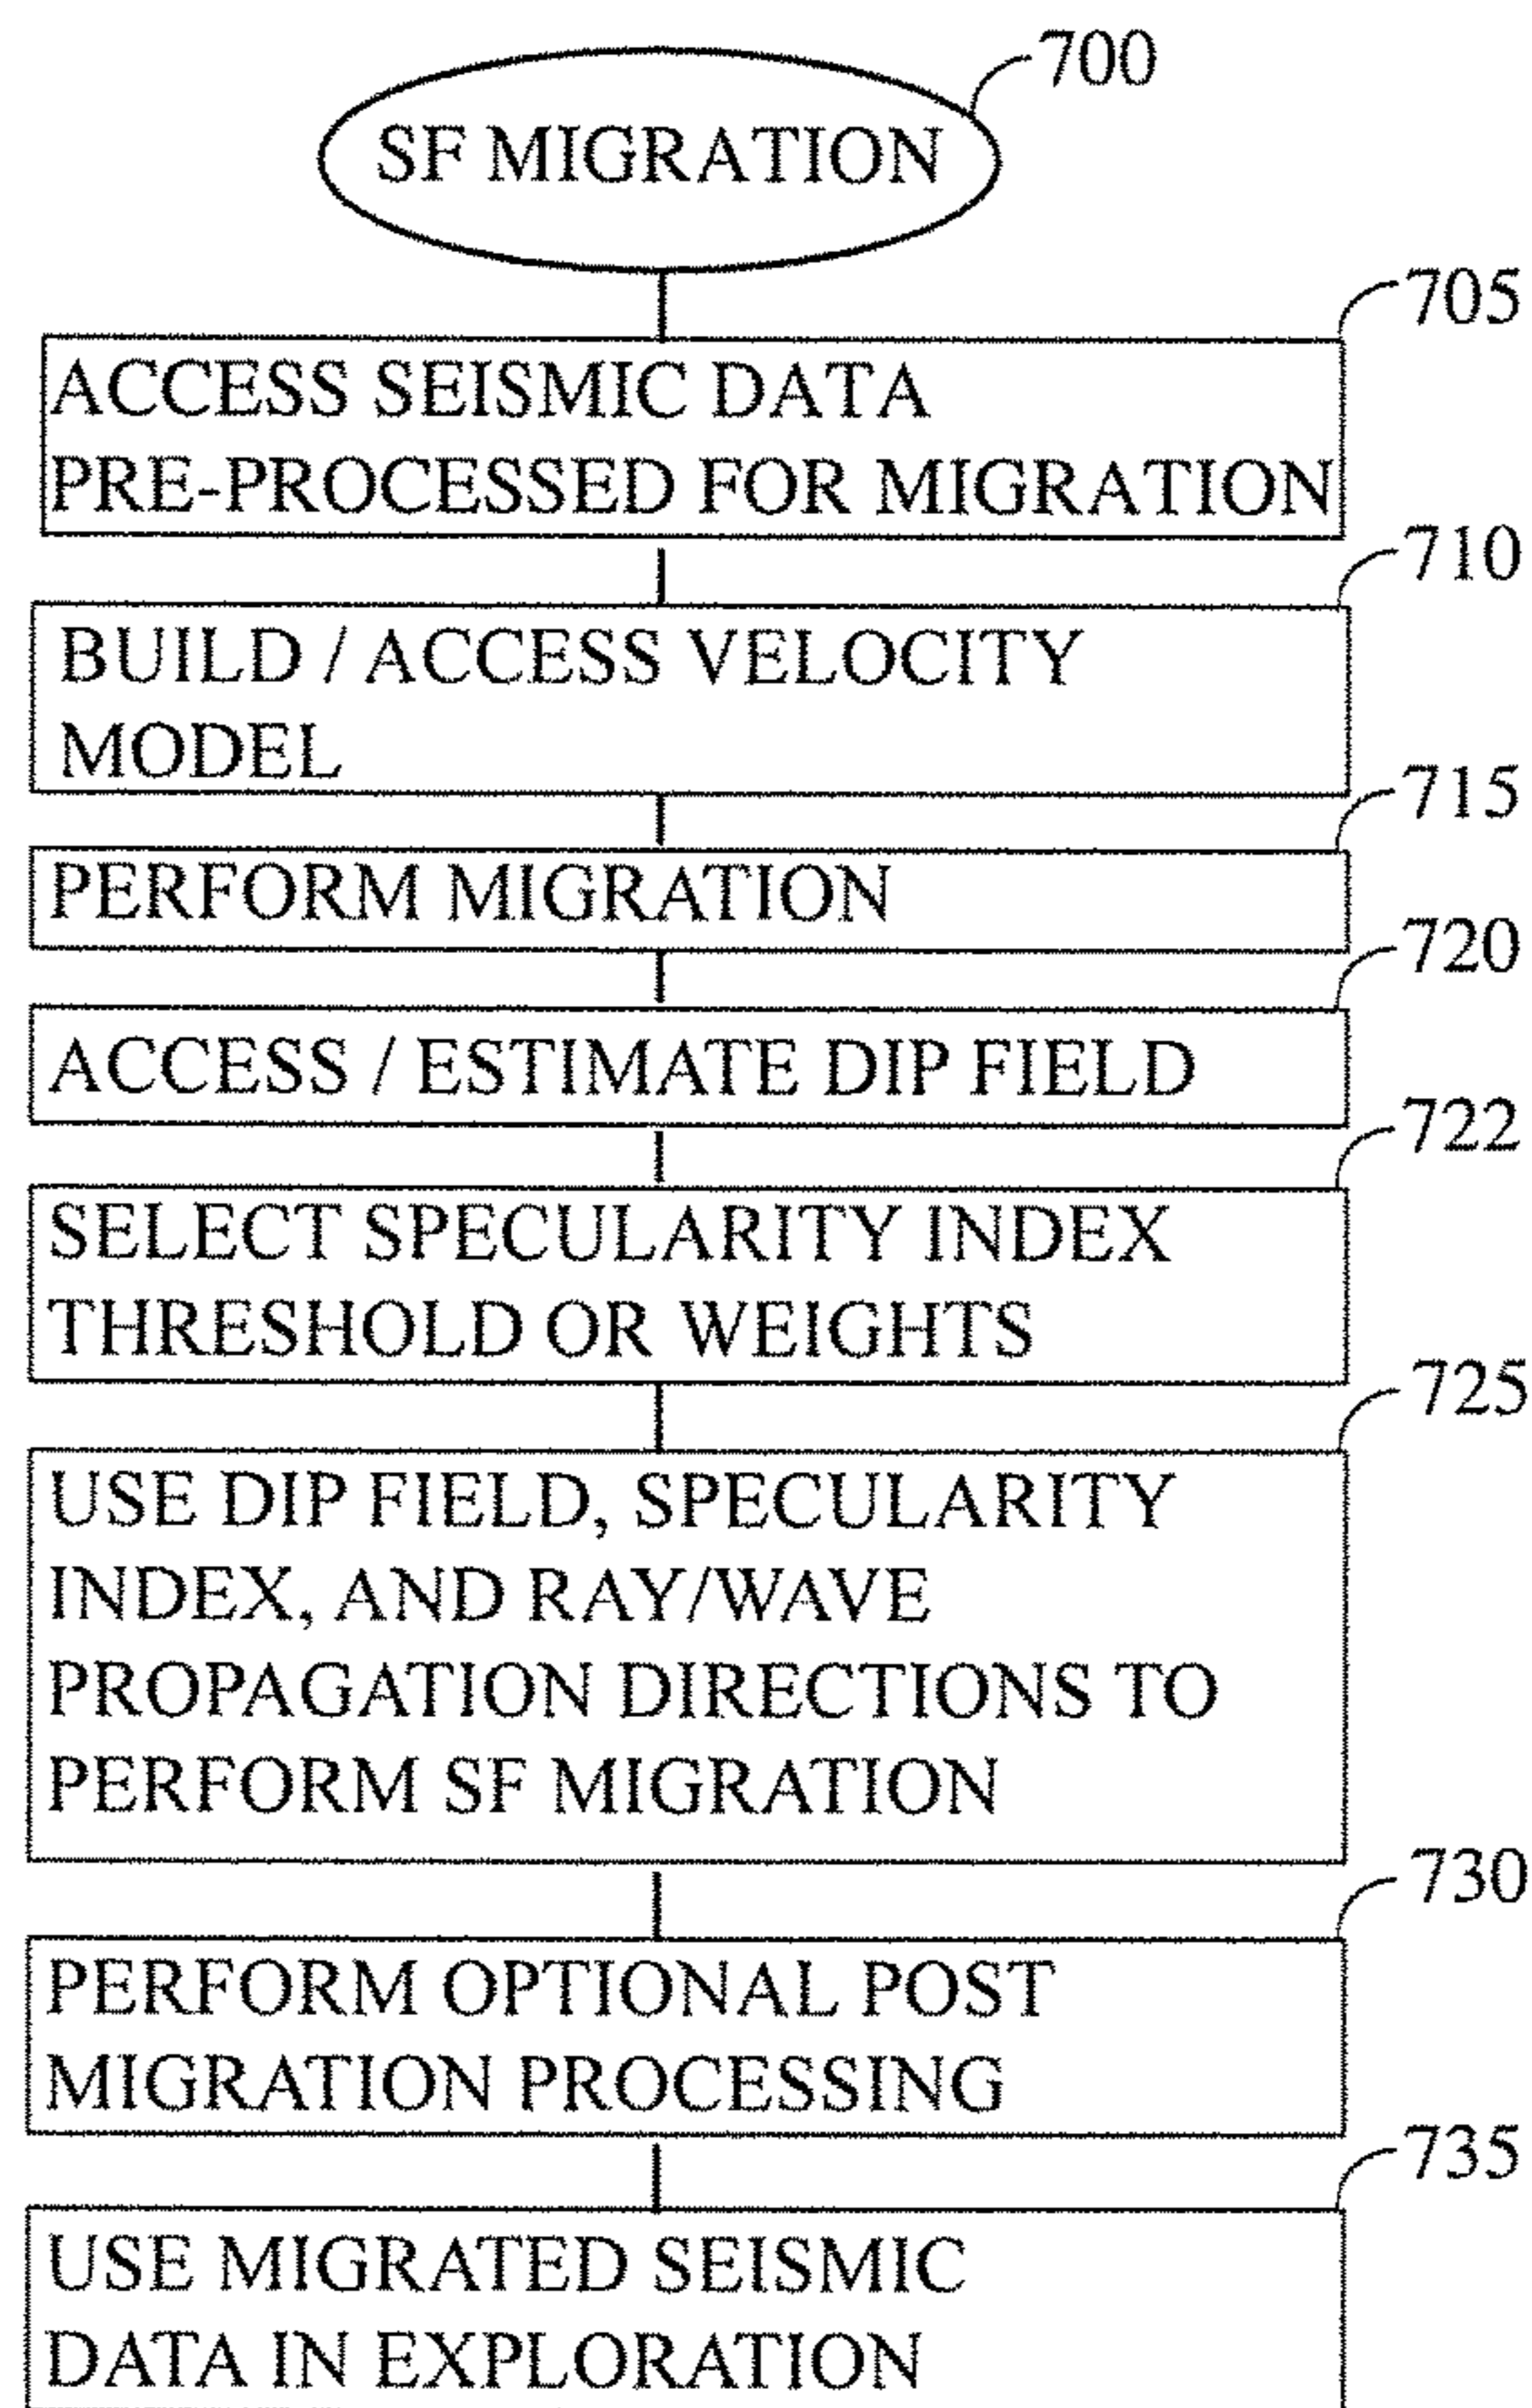 700
SF MIGRATION
705
ACCESS SEISMIC DATA
PRE-PROCESSED FOR MIGRATION
710
BUILD / ACCESS VELOCITY
MODEL
715
PERFORM MIGRATION
720
ACCESS / ESTIMATE DIP FIELD
722
SELECT SPECULARITY INDEX
THRESHOLD OR WEIGHTS
725
USE DIP FIELD, SPECULARITY
INDEX, AND RAY/WAVE
PROPAGATION DIRECTIONS TO
PERFORM SF MIGRATION
730
PERFORM OPTIONAL POST
MIGRATION PROCESSING
735
USE MIGRATED SEISMIC
DATA IN EXPLORATION